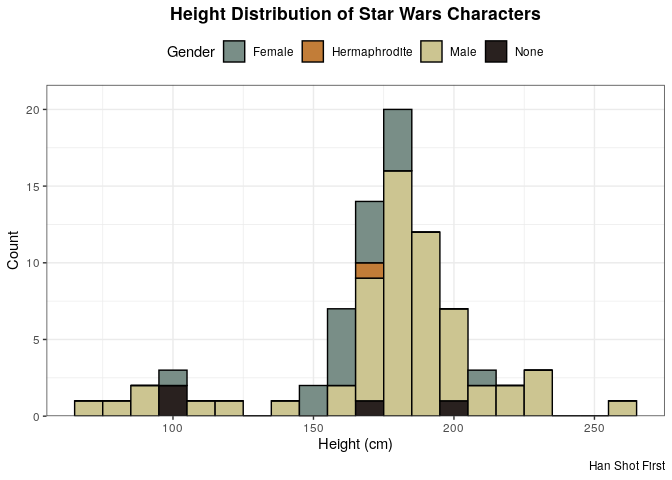 Height Distribution of Star Wars Characters
Gender Female Hermaphrodite Male None
20
15
10
5
0
Count
100 150 200 250
Height (cm)
Han Shot First